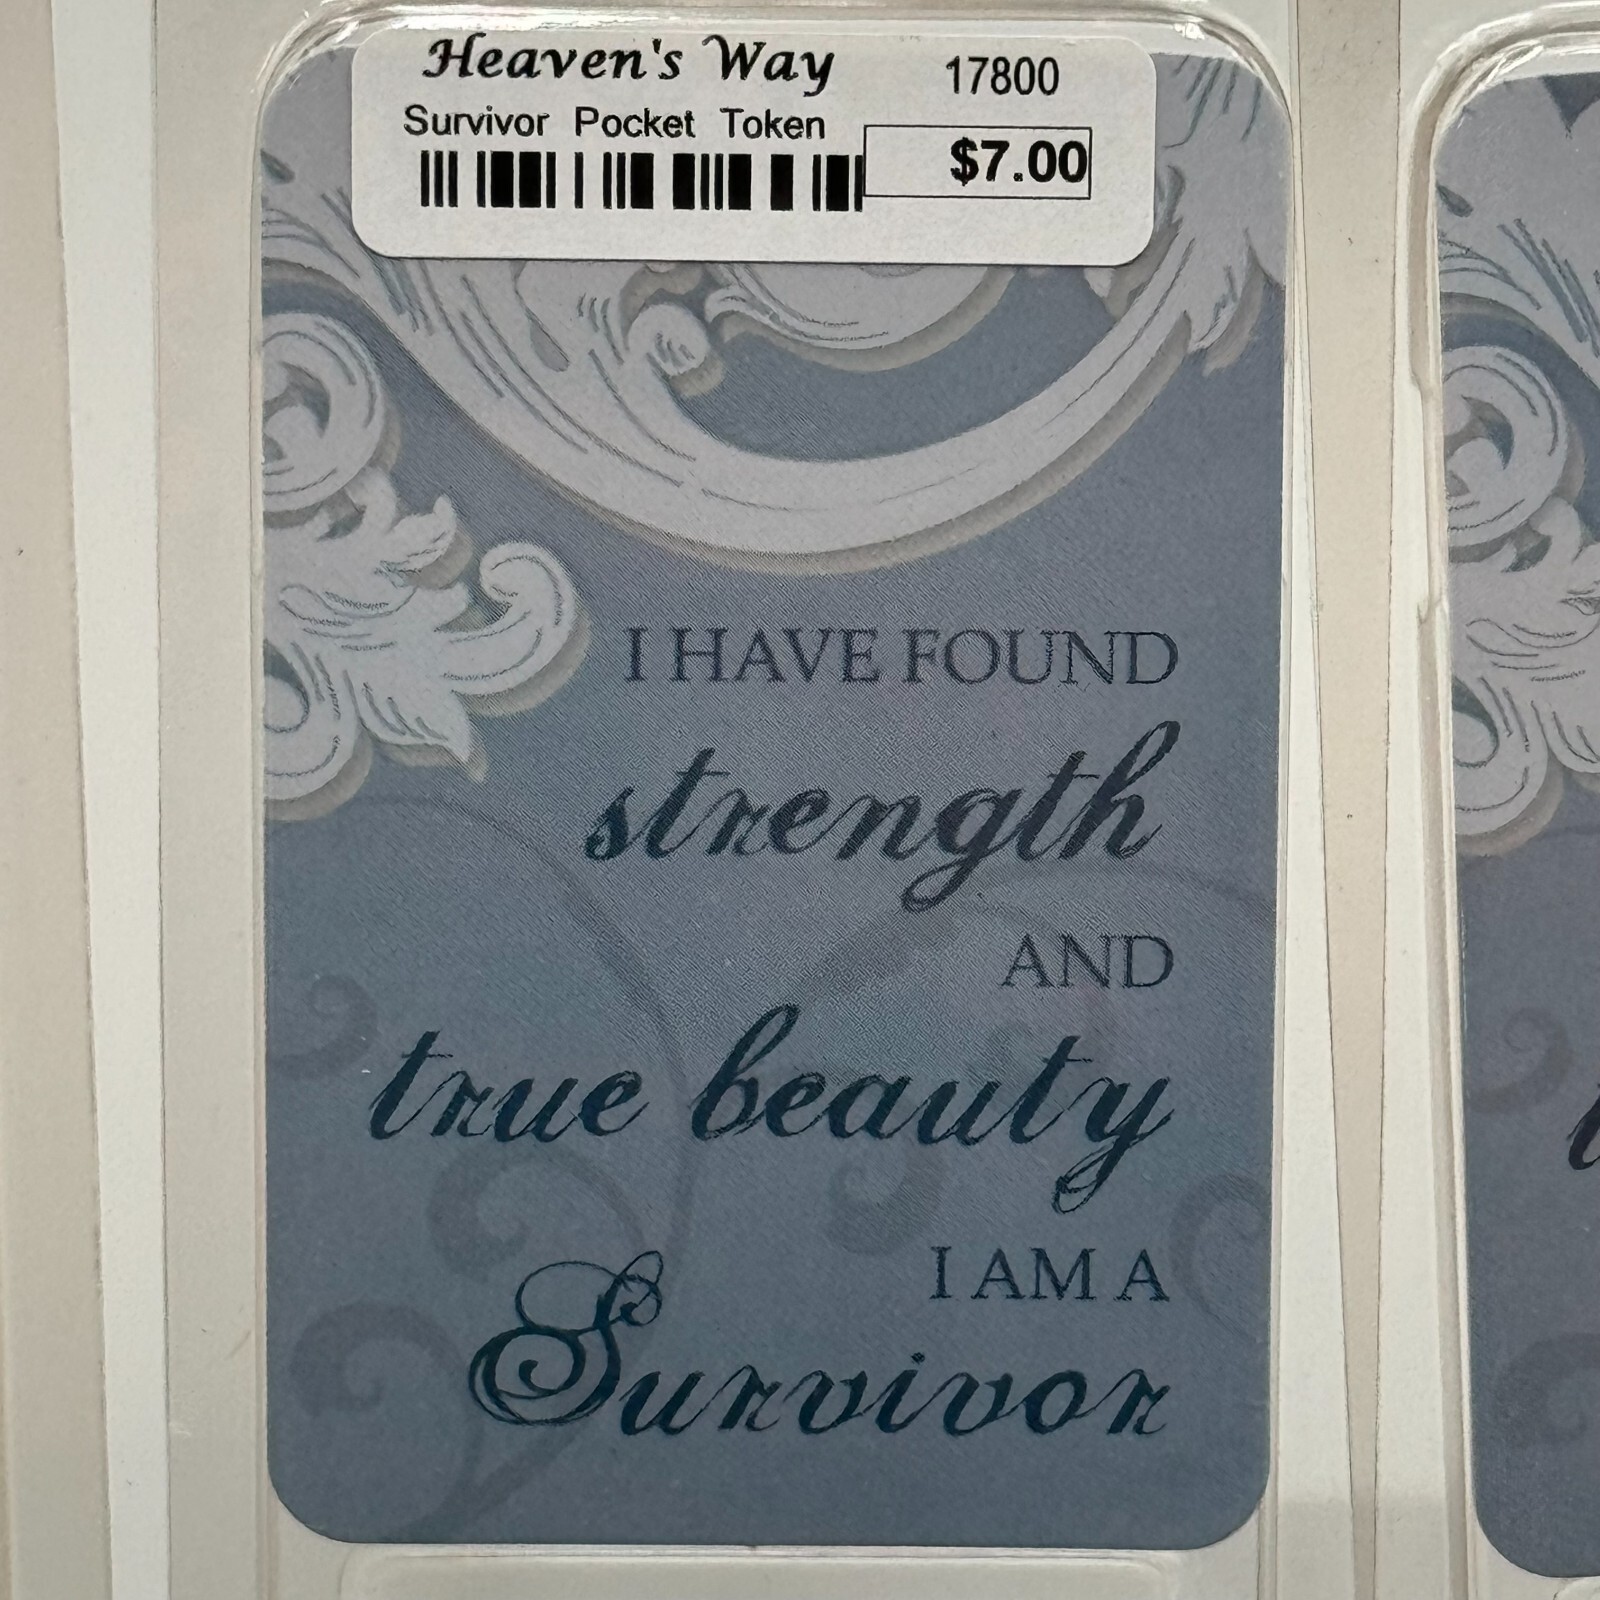 Heaven's Way 17800
Survivor Pocket Token
$7.00
I HAVE FOUND
strength
AND
true beauty
I AM A
Survivor